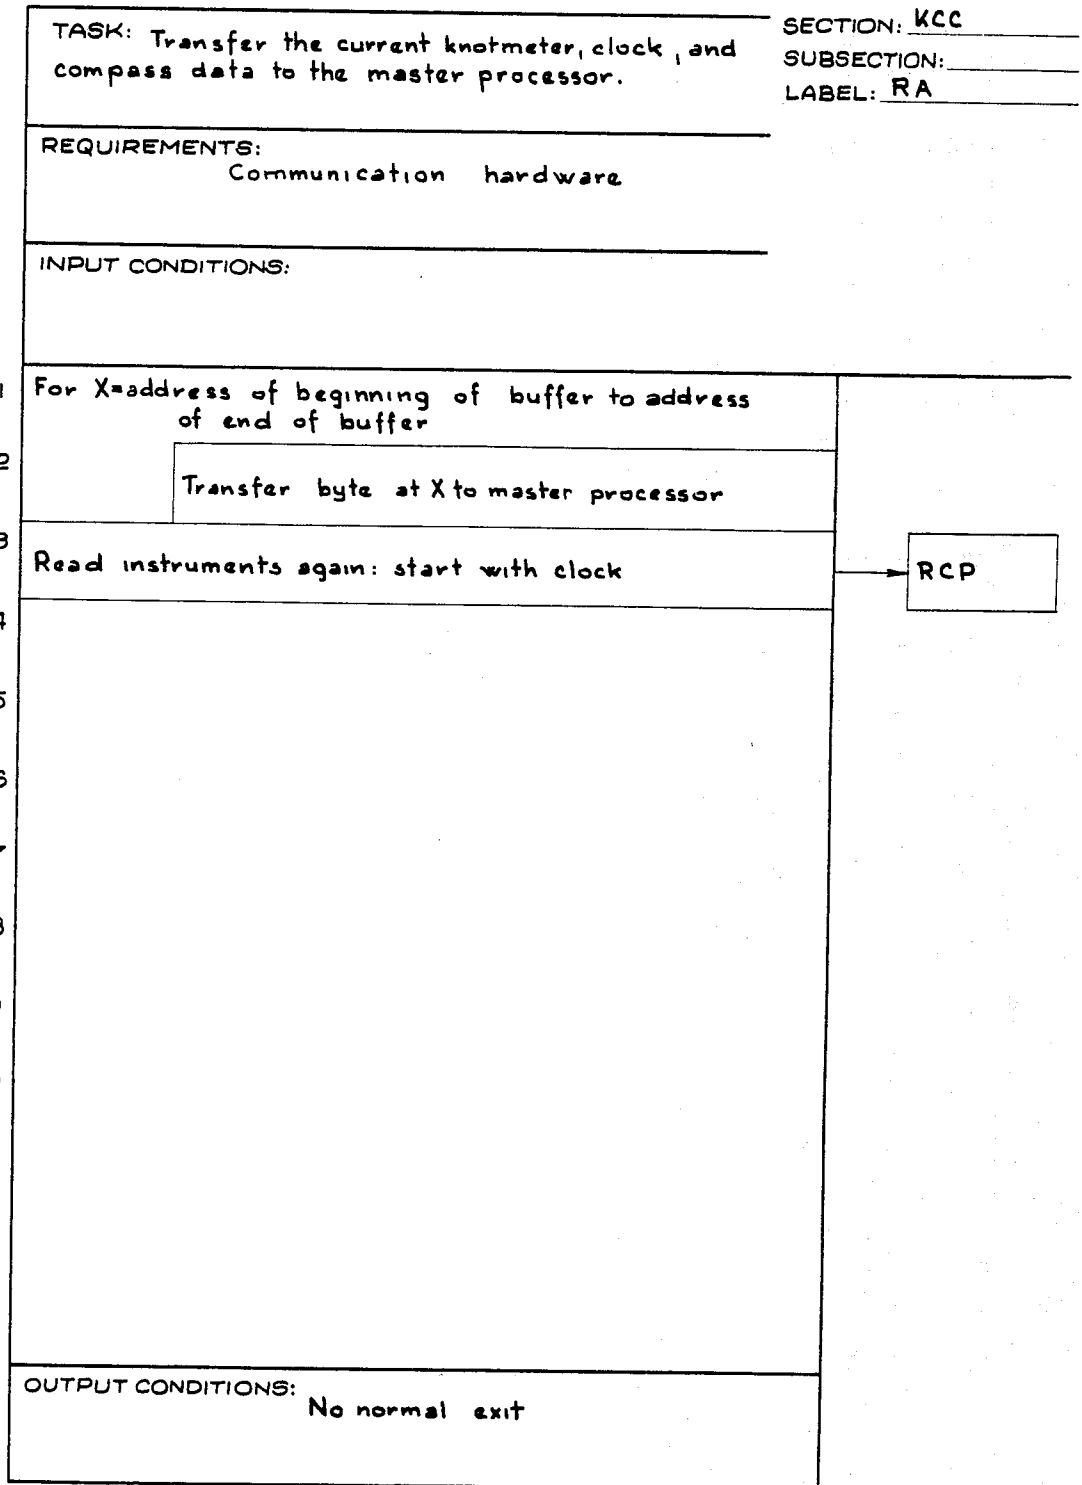 TASK: Transfer the current knotmeter, clock, and
compass data to the master processor.
SECTION: KCC
SUBSECTION:
LABEL: RA
REQUIREMENTS:
Communication hardware
INPUT CONDITIONS:
1 For X=address of beginning of buffer to address
of end of buffer
2
Transfer byte at X to master processor
3
Read instruments again: start with clock
RCP
4
5
6
8
OUTPUT CONDITIONS:
No normal exit